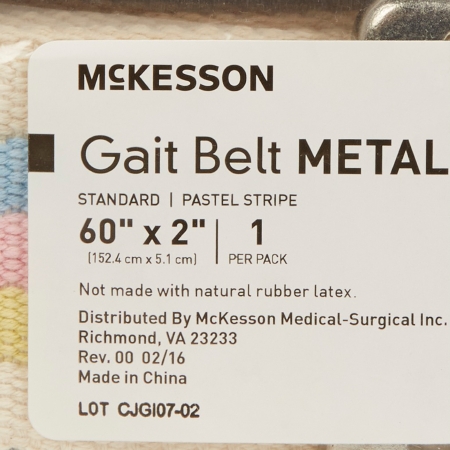 McKESSON
Gait Belt METAL
STANDARD | PASTEL STRIPE
60" x 2" | 1
(152.4 cm x 5.1 cm) PER PACK
Not made with natural rubber latex.
Distributed By McKesson Medical-Surgical Inc.
Richmond, VA 23233
Rev. 00 02/16
Made in China
LOT CJGI07-02